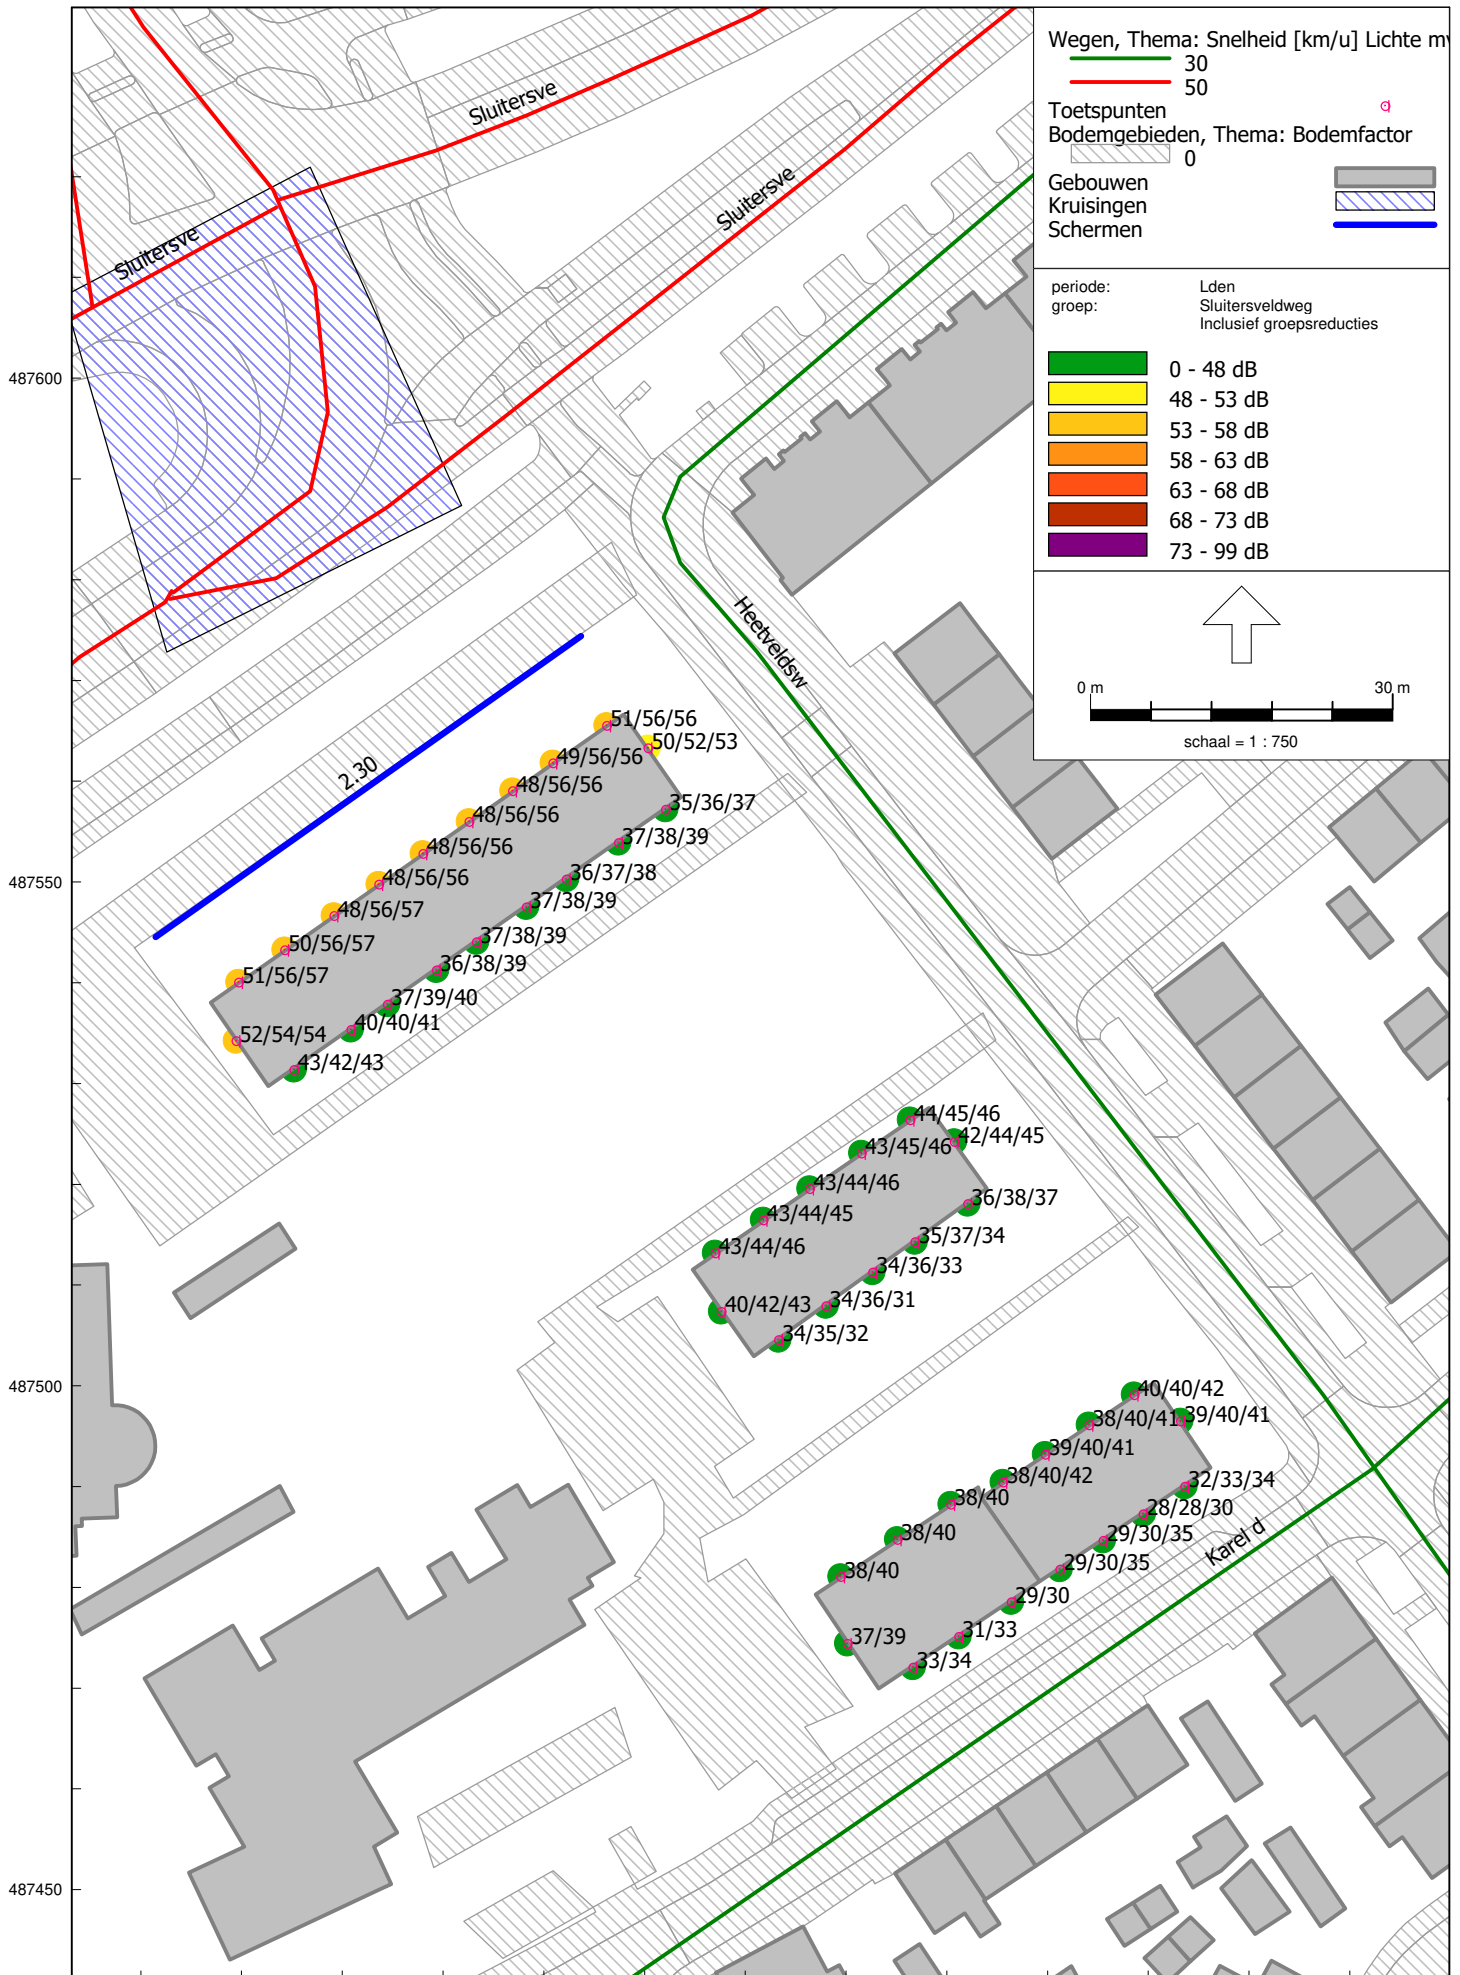 Wegen, Thema: Snelheid [km/u] Lichte m
30
50
Toetspunten
Bodemgebieden, Thema: Bodemfactor
0
Gebouwen
Kruisingen
Schermen
periode: Lden
groep: Sluitersveldweg
Inclusief groepsreducties
0 - 48 dB
48 - 53 dB
53 - 58 dB
58 - 63 dB
63 - 68 dB
68 - 73 dB
73 - 99 dB
0 m 30 m
schaal = 1 : 750
Sluitersve
Sluitersve
Sluitersve
487600
Heetveldsw
2.30
51/56/56
50/52/53
49/56/56
48/56/56
35/36/37
48/56/56
37/38/39
48/56/56
48/56/56
36/37/38
487550
37/38/39
48/56/57
37/38/39
50/56/57
36/38/39
51/56/57
37/39/40
40/40/41
52/54/54
43/42/43
44/45/46
42/44/45
43/45/46
43/44/46
36/38/37
43/44/45
35/37/34
43/44/46
34/36/33
34/36/31
40/42/43
34/35/32
487500
40/40/42
39/40/41
38/40/41
39/40/41
38/40/42
32/33/34
38/40
28/28/30
38/40
29/30/35
Karel d
38/40
29/30/35
29/30
31/33
37/39
33/34
487450